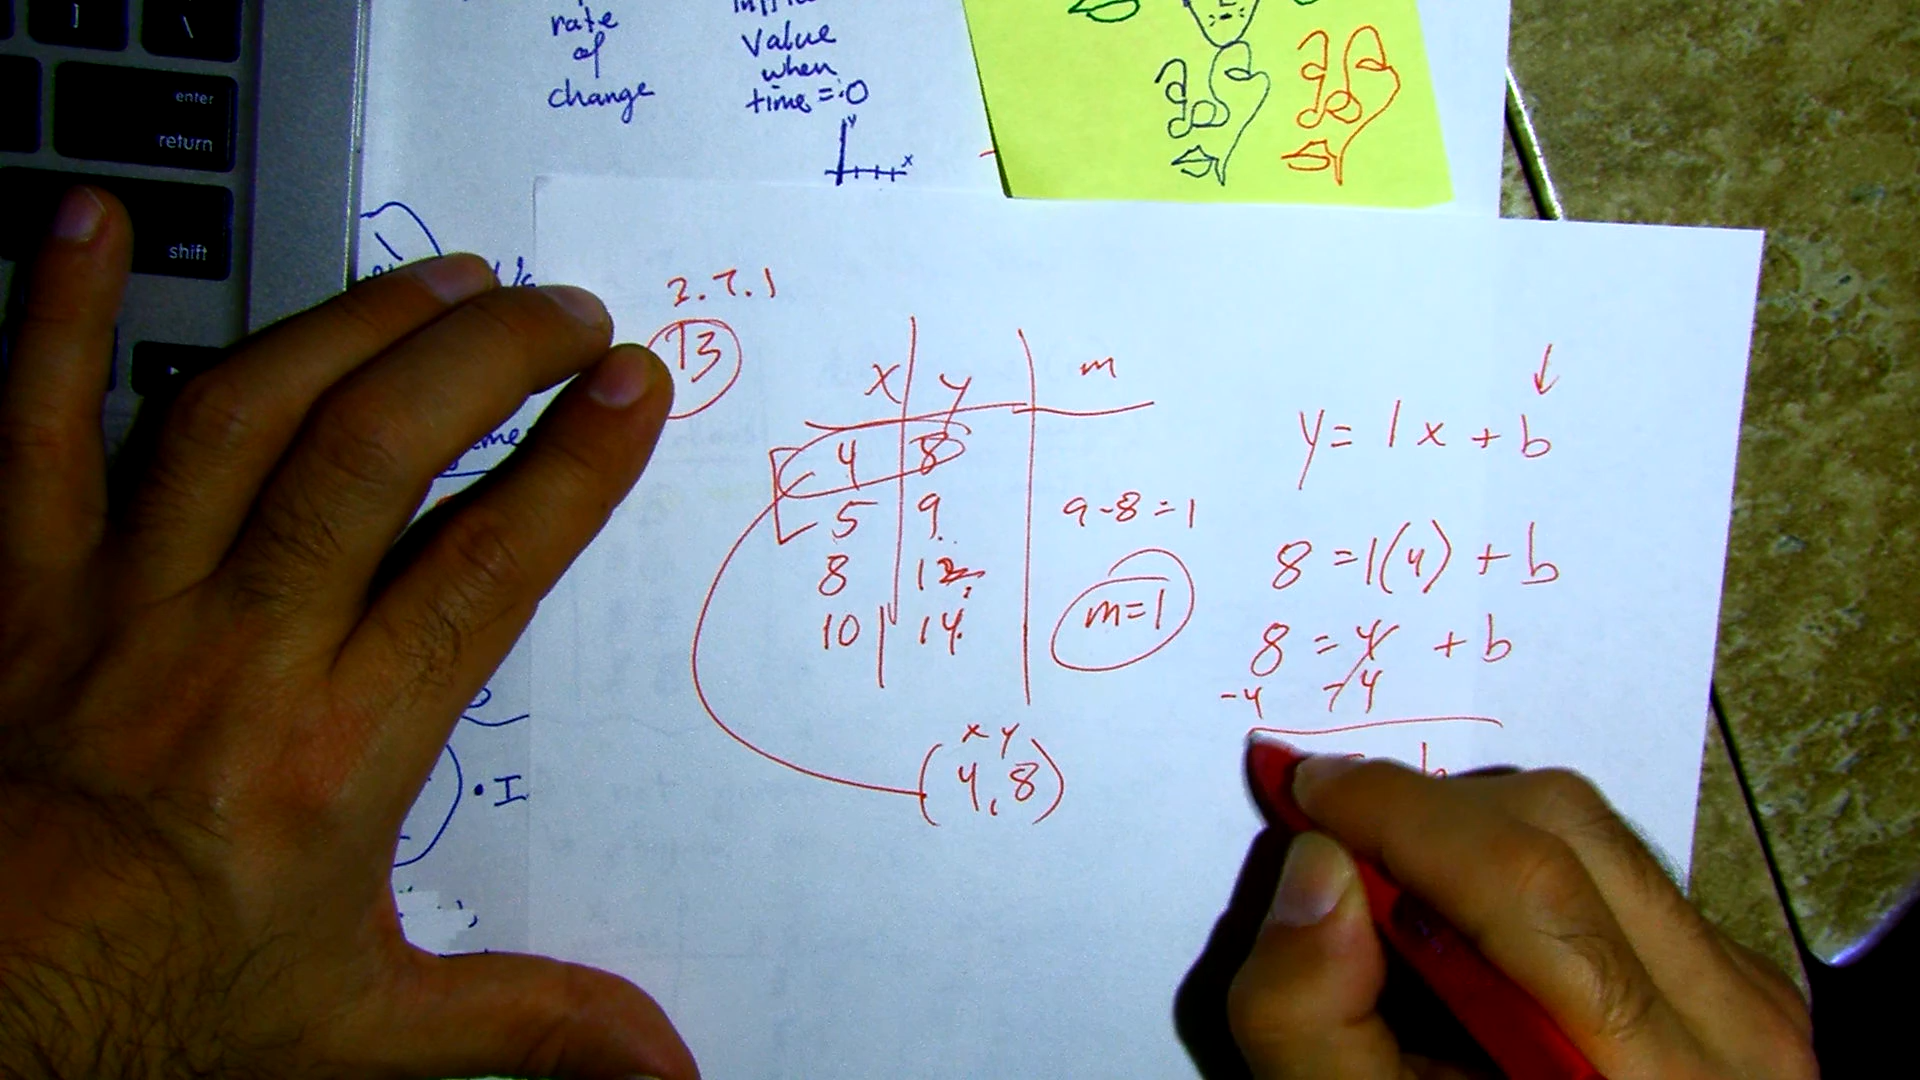 ]
\
enter
return
shift
rate
of
change
Value
when
time = 0
y
x
• I
2.7.1
13
x y m
4 8
5 9 9-8=1
8 12
10 14 m=1
x y
(4,8)
y = 1x + b
8 = 1(4) + b
8 = 4 + b
-4 -4
= b